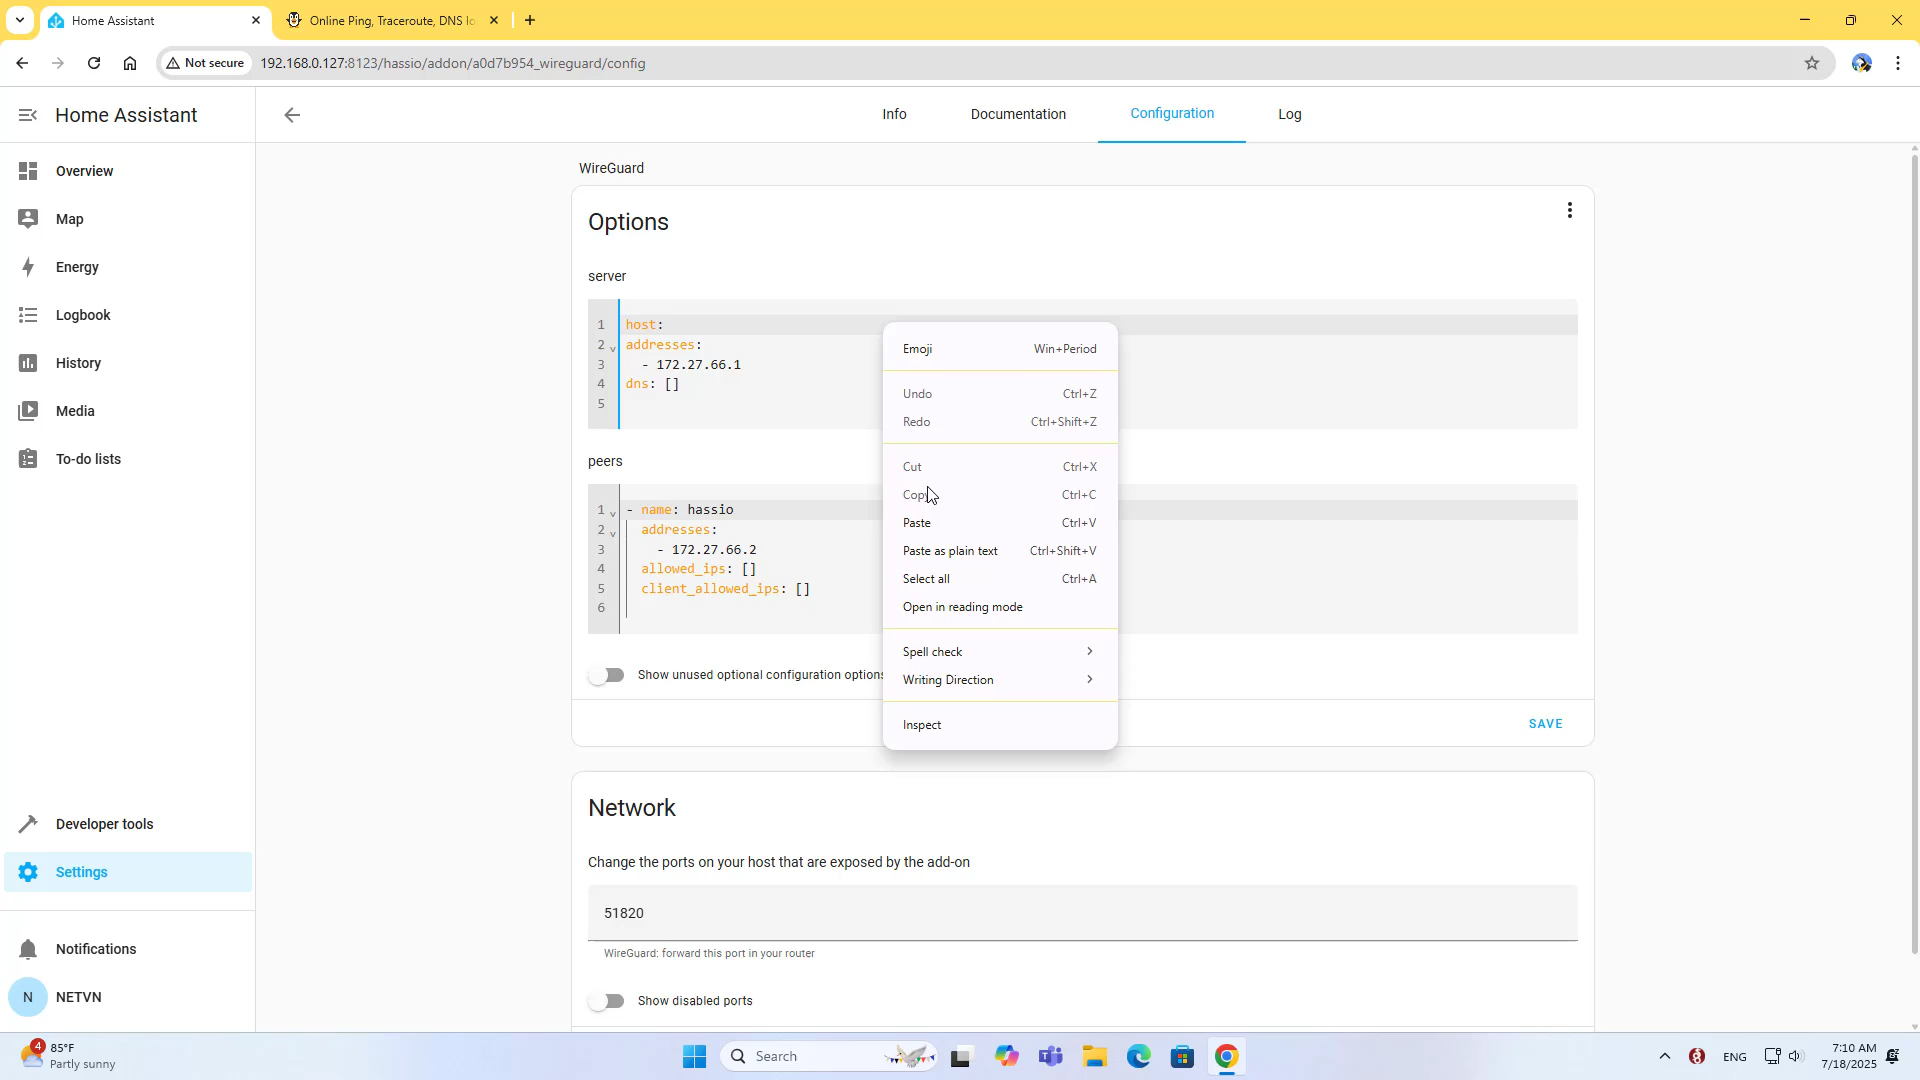 Home Assistant
Online Ping, Traceroute, DNS lo
Not secure
192.168.0.127:8123/hassio/addon/a0d7b954_wireguard/config
Home Assistant
Info
Documentation
Configuration
Log
Overview
Map
Energy
Logbook
History
Media
To-do lists
Developer tools
Settings
Notifications
N
NETVN
WireGuard
Options
server
1 host:
2 addresses:
3 - 172.27.66.1
4 dns: []
5
peers
1 - name: hassio
2 addresses:
3 - 172.27.66.2
4 allowed_ips: []
5 client_allowed_ips: []
6
Show unused optional configuration options
SAVE
Emoji Win+Period
Undo Ctrl+Z
Redo Ctrl+Shift+Z
Cut Ctrl+X
Copy Ctrl+C
Paste Ctrl+V
Paste as plain text Ctrl+Shift+V
Select all Ctrl+A
Open in reading mode
Spell check
Writing Direction
Inspect
Network
Change the ports on your host that are exposed by the add-on
51820
WireGuard: forward this port in your router
Show disabled ports
4
85°F
Partly sunny
Search
ENG
7:10 AM
7/18/2025